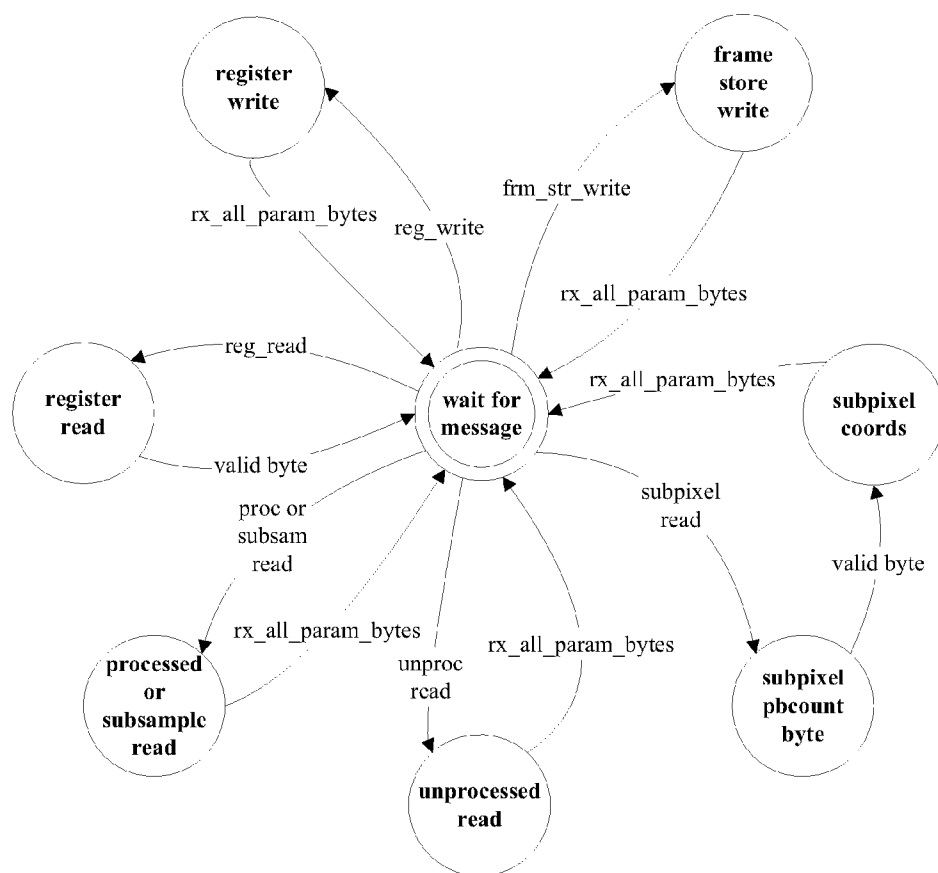 register
write
frame
store
write
rx_all_param_bytes
reg_write
frm_str_write
rx_all_param_bytes
reg_read
rx_all_param_bytes
register
read
wait for
message
subpixel
coords
valid byte
proc or
subsam
read
subpixel
read
valid byte
rx_all_param_bytes
unproc
read
rx_all_param_bytes
processed
or
subsample
read
subpixel
pbcount
byte
unprocessed
read